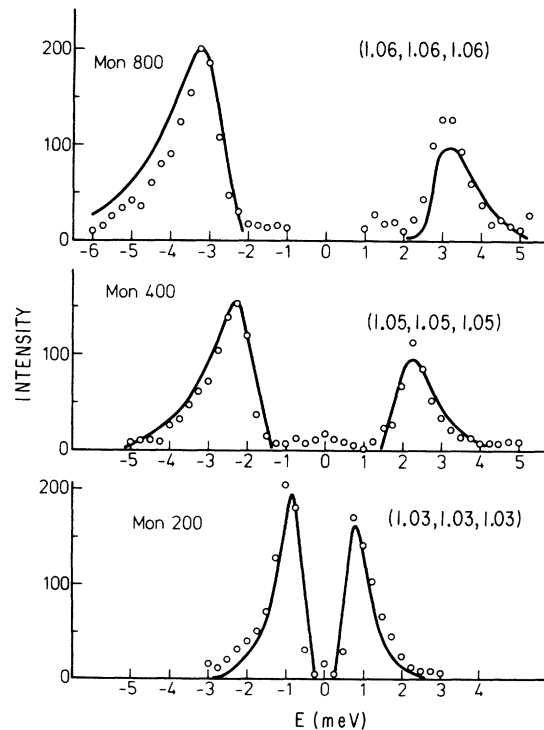 Mon 800
(1.06, 1.06, 1.06)
200
100
0
-6 -5 -4 -3 -2 -1 0 1 2 3 4 5
Mon 400
(1.05, 1.05, 1.05)
100
0
-5 -4 -3 -2 -1 0 1 2 3 4 5
INTENSITY
Mon 200
(1.03, 1.03, 1.03)
200
100
0
-5 -4 -3 -2 -1 0 1 2 3 4
E (meV)